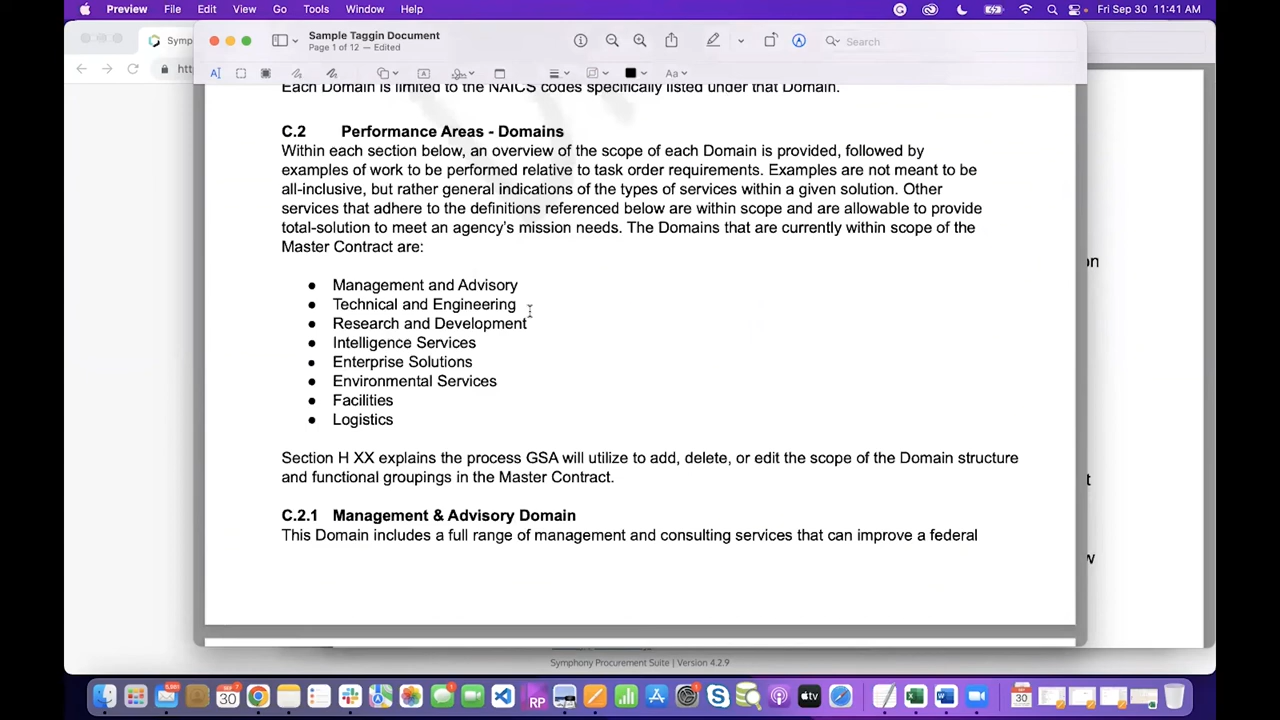 Preview File Edit View Go Tools Window Help Fri Sep 30 11:41 AM
Sample Taggin Document
Page 1 of 12 — Edited
Search
Symp
htt
Aa
Each Domain is limited to the NAICS codes specifically listed under that Domain.
C.2 Performance Areas - Domains
Within each section below, an overview of the scope of each Domain is provided, followed by
examples of work to be performed relative to task order requirements. Examples are not meant to be
all-inclusive, but rather general indications of the types of services within a given solution. Other
services that adhere to the definitions referenced below are within scope and are allowable to provide
total-solution to meet an agency's mission needs. The Domains that are currently within scope of the
Master Contract are:
on
● Management and Advisory
● Technical and Engineering
● Research and Development
● Intelligence Services
● Enterprise Solutions
● Environmental Services
● Facilities
● Logistics
Section H XX explains the process GSA will utilize to add, delete, or edit the scope of the Domain structure
and functional groupings in the Master Contract.
t
C.2.1 Management & Advisory Domain
This Domain includes a full range of management and consulting services that can improve a federal
w
Symphony Procurement Suite | Version 4.2.9
30 RP tv 30